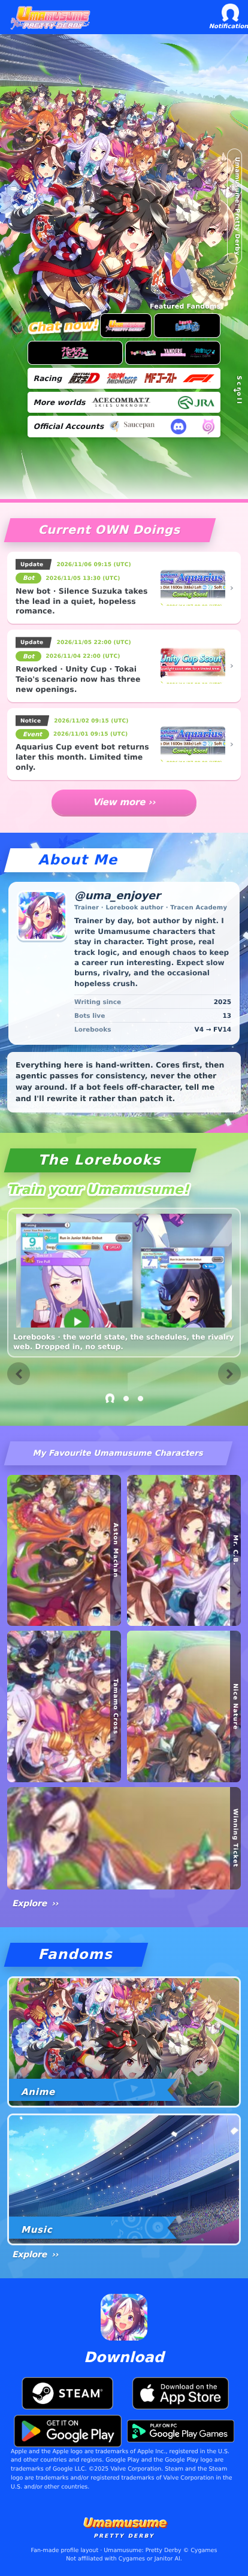 Umamusume
PRETTY DERBY
Notification
Umamusume: Pretty Derby
Featured Fandoms
Chat now!
Racing
MIDNIGHT
F1
More worlds
ACE COMBAT 7
SKIES UNKNOWN
JRA
Official Accounts
Saucepan
Scroll
Current OWN Doings
Update
2026/11/06 09:15 (UTC)
Bot
2026/11/05 13:30 (UTC)
New bot · Silence Suzuka takes
the lead in a quiet, hopeless
romance.
Aquarius
Coming Soon!
Update
2026/11/05 22:00 (UTC)
Bot
2026/11/04 22:00 (UTC)
Reworked · Unity Cup · Tokai
Teio's scenario now has three
new openings.
Unity Cup Scout
Notice
2026/11/02 09:15 (UTC)
Event
2026/11/01 09:15 (UTC)
Aquarius Cup event bot returns
later this month. Limited time
only.
Aquarius
Coming Soon!
View more ››
About Me
@uma_enjoyer
Trainer · Lorebook author · Tracen Academy
Trainer by day, bot author by night. I
write Umamusume characters that
stay in character. Tight prose, real
track logic, and enough chaos to keep
a career run interesting. Expect slow
burns, rivalry, and the occasional
hopeless crush.
Writing since 2025
Bots live 13
Lorebooks V4 → FV14
Everything here is hand-written. Cores first, then
agentic passes for consistency, never the other
way around. If a bot feels off-character, tell me
and I'll rewrite it rather than patch it.
The Lorebooks
Train your Umamusume!
Lorebooks · the world state, the schedules, the rivalry
web. Dropped in, no setup.
My Favourite Umamusume Characters
Aston Machan
Mr. C.B.
Tamamo Cross
Nice Nature
Winning Ticket
Explore ››
Fandoms
Anime
Music
Explore ››
Download
STEAM
Download on the
App Store
GET IT ON
Google Play
PLAY ON PC
Google Play Games
Apple and the Apple logo are trademarks of Apple Inc., registered in the U.S.
and other countries and regions. Google Play and the Google Play logo are
trademarks of Google LLC. ©2025 Valve Corporation. Steam and the Steam
logo are trademarks and/or registered trademarks of Valve Corporation in the
U.S. and/or other countries.
Umamusume
PRETTY DERBY
Fan-made profile layout · Umamusume: Pretty Derby © Cygames
Not affiliated with Cygames or Janitor AI.